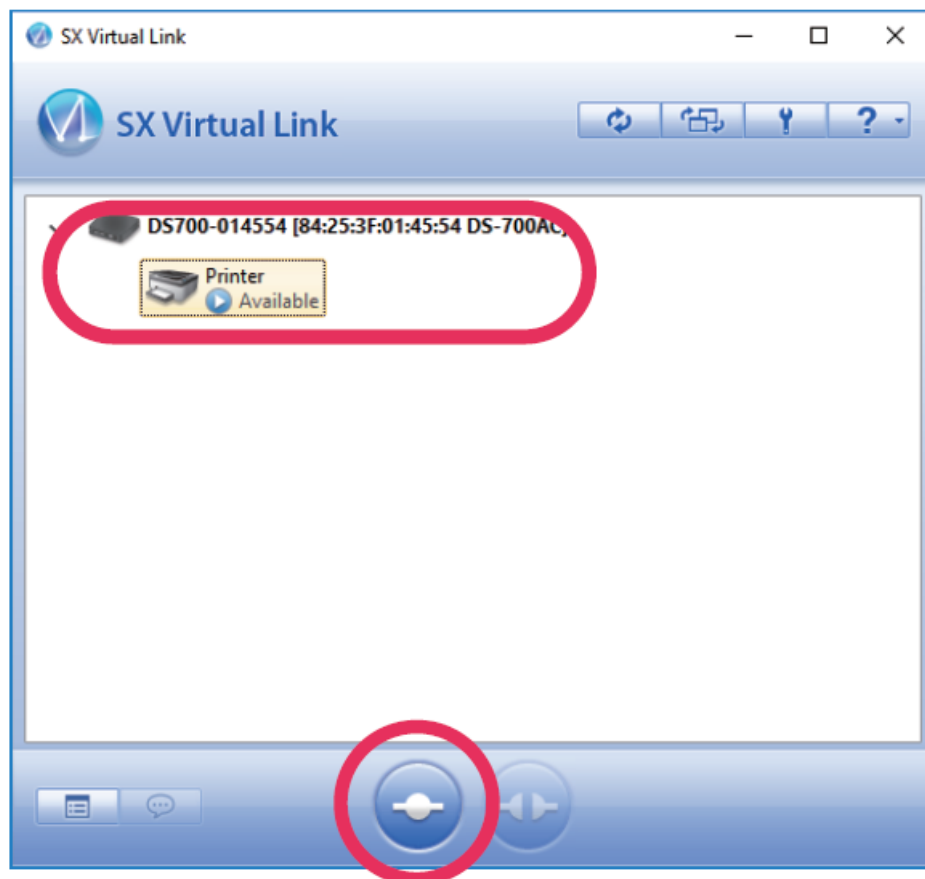 SX Virtual Link
SX Virtual Link
?
DS700-014554 [84:25:3F:01:45:54 DS-700AC]
Printer
Available